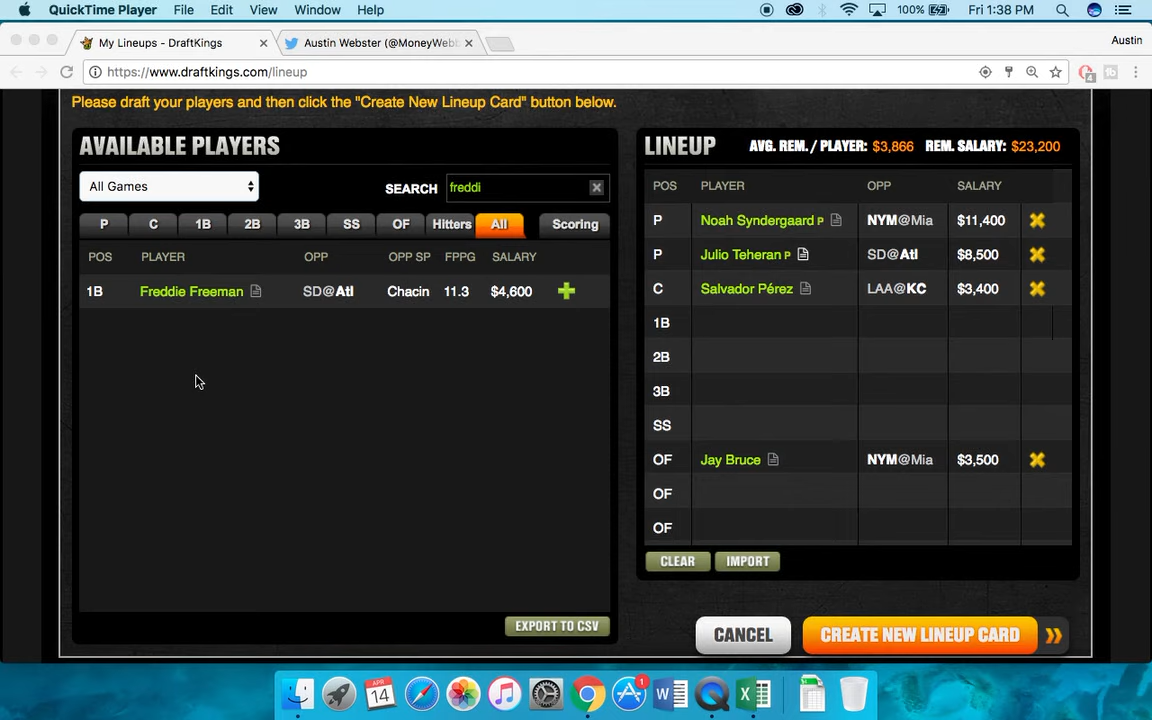 QuickTime Player File Edit View Window Help 100% Fri 1:38 PM
My Lineups - DraftKings Austin Webster (@MoneyWebb Austin
https://www.draftkings.com/lineup
Please draft your players and then click the "Create New Lineup Card" button below.
AVAILABLE PLAYERS
All Games SEARCH freddi
P C 1B 2B 3B SS OF Hitters All Scoring
POS PLAYER OPP OPP SP FPPG SALARY
1B Freddie Freeman SD@Atl Chacin 11.3 $4,600
EXPORT TO CSV
LINEUP AVG. REM. / PLAYER: $3,866 REM. SALARY: $23,200
POS PLAYER OPP SALARY
P Noah Syndergaard P NYM@Mia $11,400
P Julio Teheran P SD@Atl $8,500
C Salvador Pérez LAA@KC $3,400
1B
2B
3B
SS
OF Jay Bruce NYM@Mia $3,500
OF
OF
CLEAR IMPORT
CANCEL CREATE NEW LINEUP CARD
APR
14
1
W
X